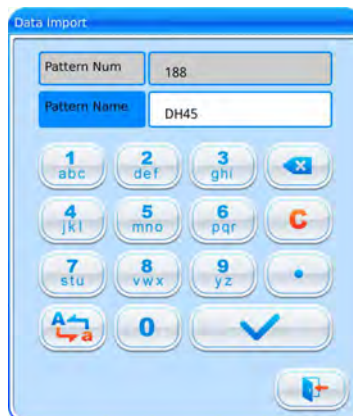 Data Import
Pattern Num 188
Pattern Name DH45
1 2 3
abc def ghi
4 5 6 C
jkl mno pqr
7 8 9 .
stu vwx yz
A a 0